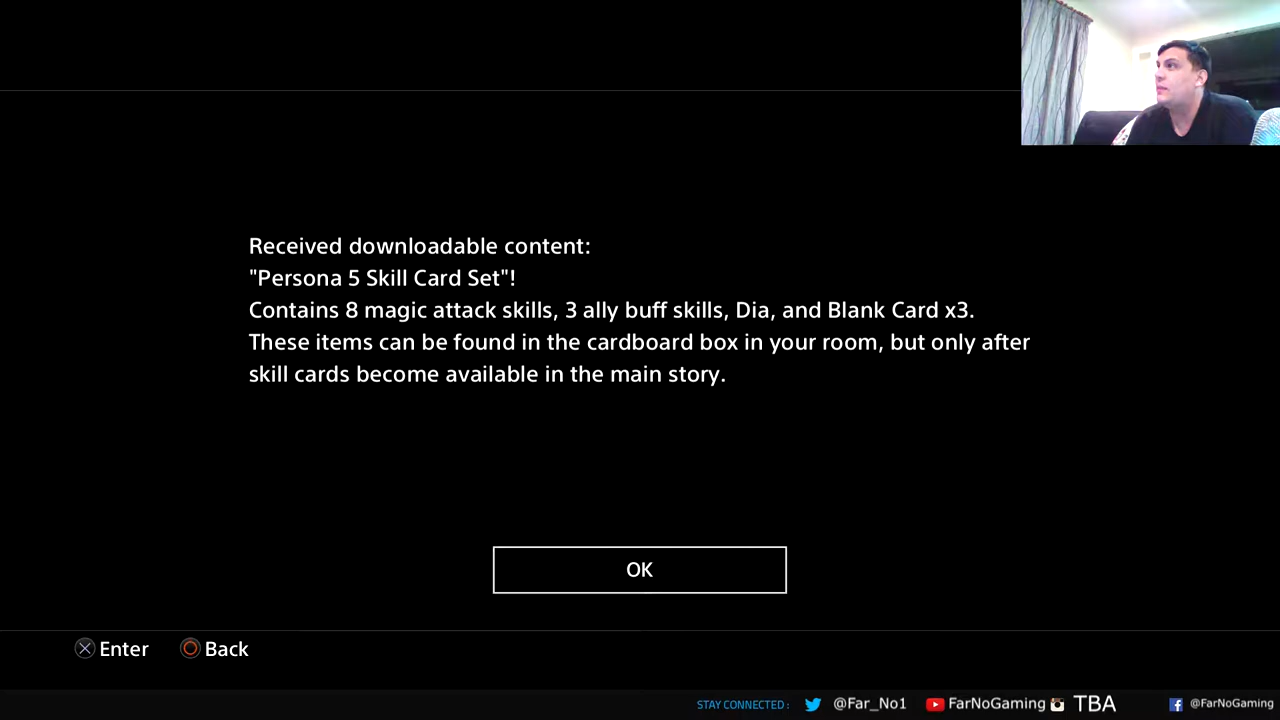 Received downloadable content:
"Persona 5 Skill Card Set"!
Contains 8 magic attack skills, 3 ally buff skills, Dia, and Blank Card x3.
These items can be found in the cardboard box in your room, but only after
skill cards become available in the main story.
OK
Enter Back
STAY CONNECTED : @Far_No1 FarNoGaming TBA @FarNoGaming